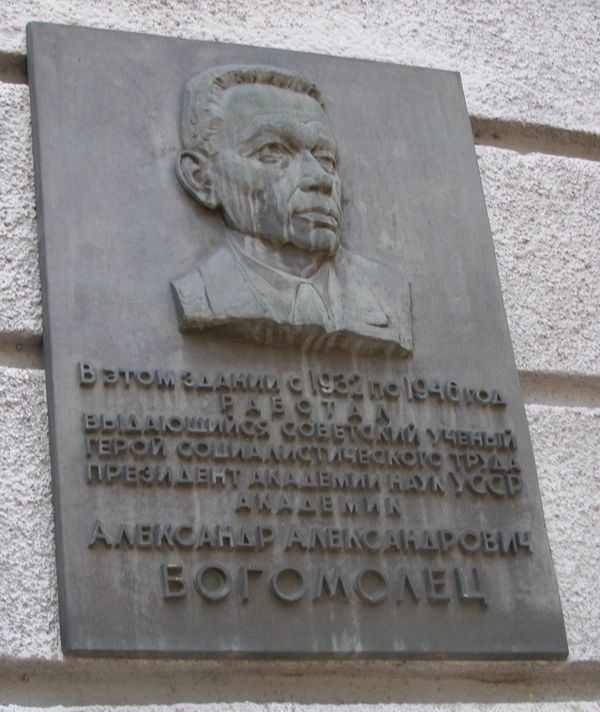 В ЭТОМ ЗДАНИИ С 1932 ПО 1946 ГОД
РАБОТАЛ
ВЫДАЮЩИЙСЯ СОВЕТСКИЙ УЧЕНЫЙ
ГЕРОЙ СОЦИАЛИСТИЧЕСКОГО ТРУДА
ПРЕЗИДЕНТ АКАДЕМИИ НАУК УССР
АКАДЕМИК
АЛЕКСАНДР АЛЕКСАНДРОВИЧ
БОГОМОЛЕЦ